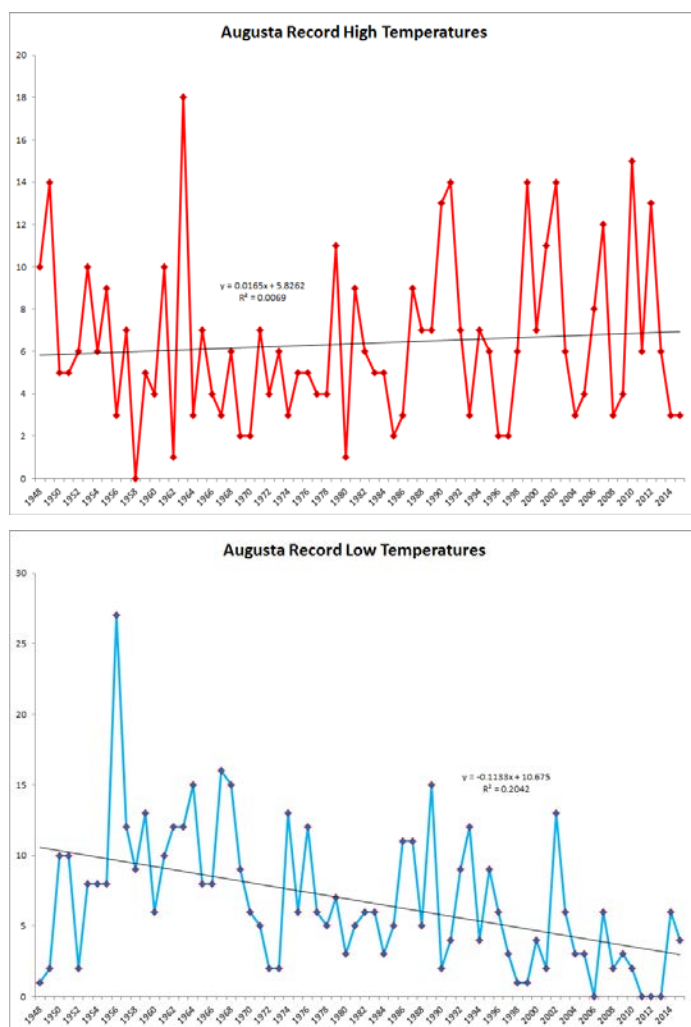 Augusta Record High Temperatures
20
18
16
14
12
10
8
6
4
2
0
y = 0.0165x + 5.8262
R² = 0.0069
1948 1950 1952 1954 1956 1958 1960 1962 1964 1966 1968 1970 1972 1974 1976 1978 1980 1982 1984 1986 1988 1990 1992 1994 1996 1998 2000 2002 2004 2006 2008 2010 2012 2014
Augusta Record Low Temperatures
30
25
20
15
10
5
0
y = -0.1133x + 10.675
R² = 0.2042
1948 1950 1952 1954 1956 1958 1960 1962 1964 1966 1968 1970 1972 1974 1976 1978 1980 1982 1984 1986 1988 1990 1992 1994 1996 1998 2000 2002 2004 2006 2008 2010 2012 2014